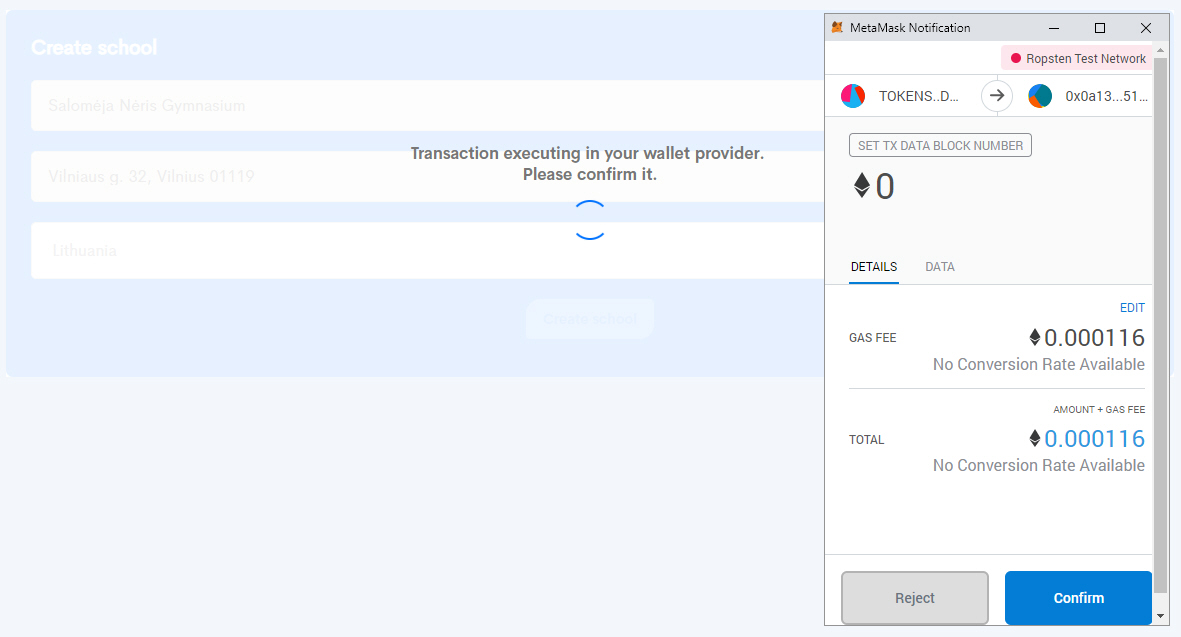 Create school
Salomėja Nėris Gymnasium
Vilniaus g. 32, Vilnius 01119
Lithuania
Create school
Transaction executing in your wallet provider.
Please confirm it.
MetaMask Notification
Ropsten Test Network
TOKENS..D...
0x0a13...51...
SET TX DATA BLOCK NUMBER
0
DETAILS DATA
EDIT
GAS FEE 0.000116
No Conversion Rate Available
AMOUNT + GAS FEE
TOTAL 0.000116
No Conversion Rate Available
Reject Confirm